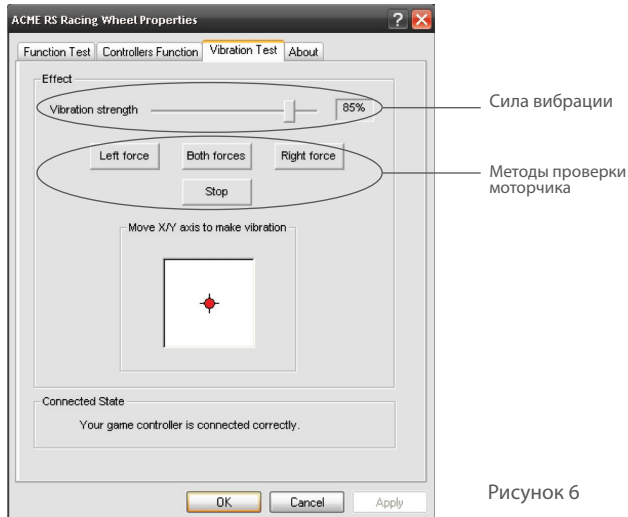 ACME RS Racing Wheel Properties
Function Test Controllers Function Vibration Test About
Effect
Vibration strength 85%
Сила вибрации
Left force Both forces Right force
Stop
Методы проверки
моторчика
Move X/Y axis to make vibration
Connected State
Your game controller is connected correctly.
OK Cancel Apply
Рисунок 6